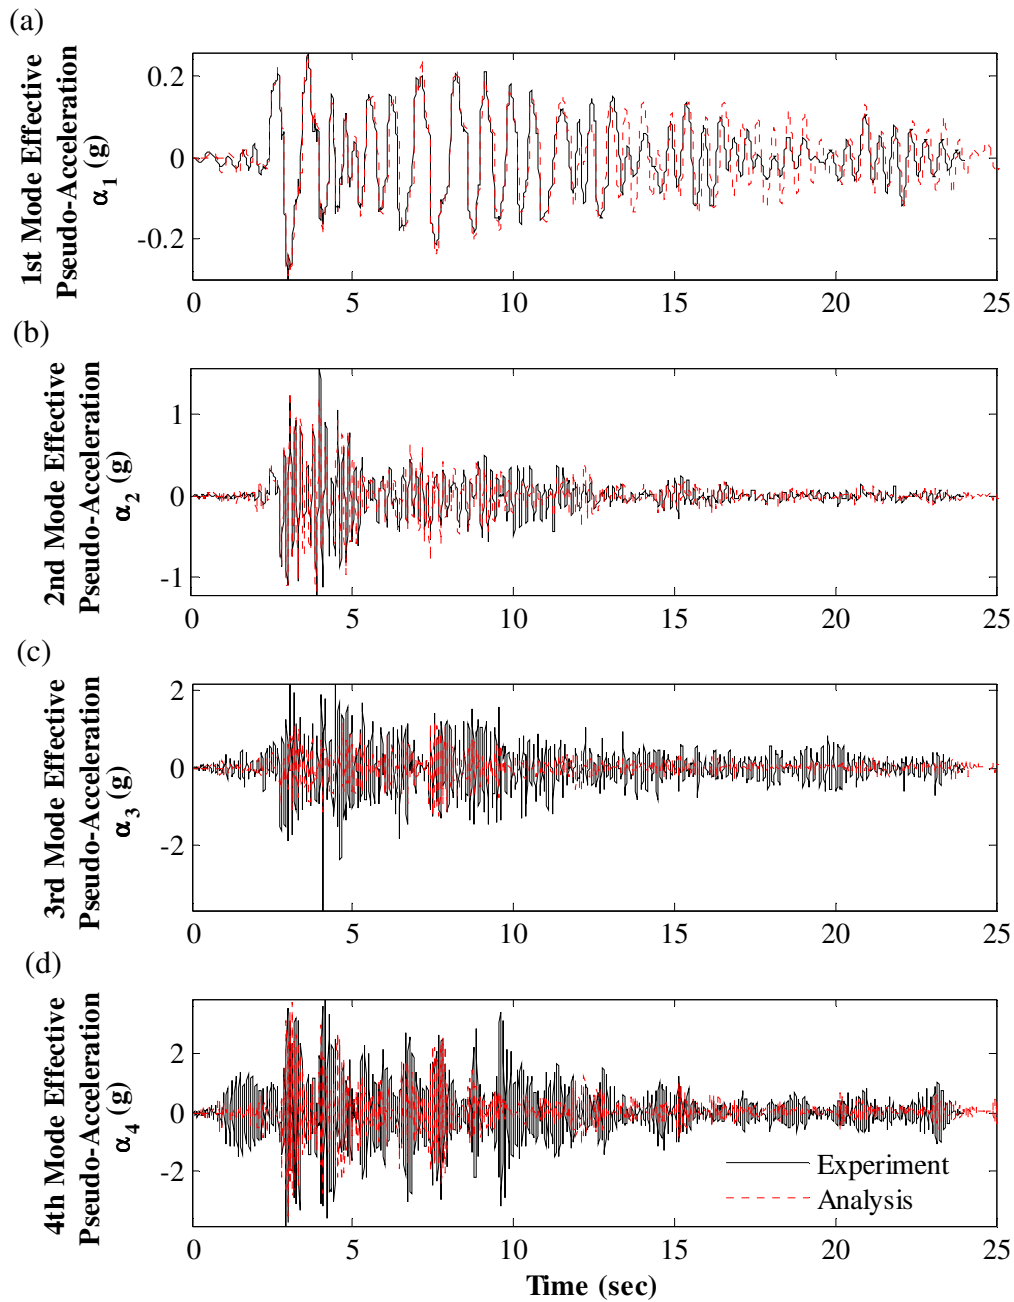 (a)
1st Mode Effective
Pseudo-Acceleration
α1 (g)
0.2
0
-0.2
0 5 10 15 20 25
(b)
2nd Mode Effective
Pseudo-Acceleration
α2 (g)
1
0
-1
0 5 10 15 20 25
(c)
3rd Mode Effective
Pseudo-Acceleration
α3 (g)
2
0
-2
0 5 10 15 20 25
(d)
4th Mode Effective
Pseudo-Acceleration
α4 (g)
2
0
-2
Experiment
Analysis
0 5 10 15 20 25
Time (sec)